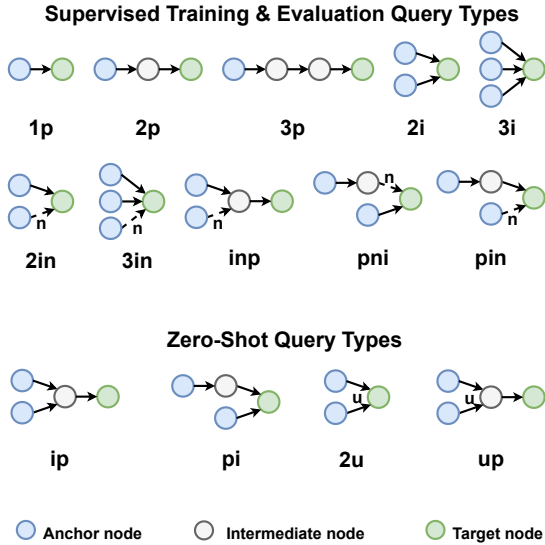 Supervised Training & Evaluation Query Types
1p 2p 3p 2i 3i
n n n n n
2in 3in inp pni pin
Zero-Shot Query Types
u u
ip pi 2u up
Anchor node Intermediate node Target node